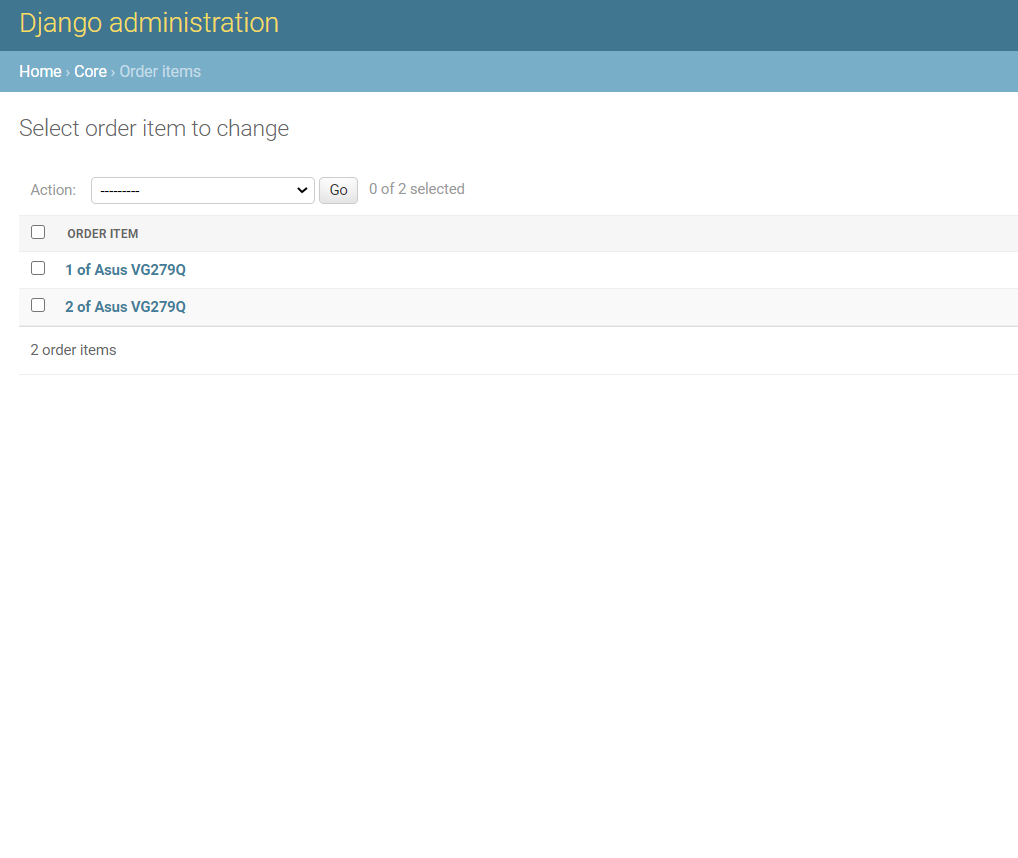 Django administration
Home › Core › Order items
Select order item to change
Action: --------- Go 0 of 2 selected
ORDER ITEM
1 of Asus VG279Q
2 of Asus VG279Q
2 order items